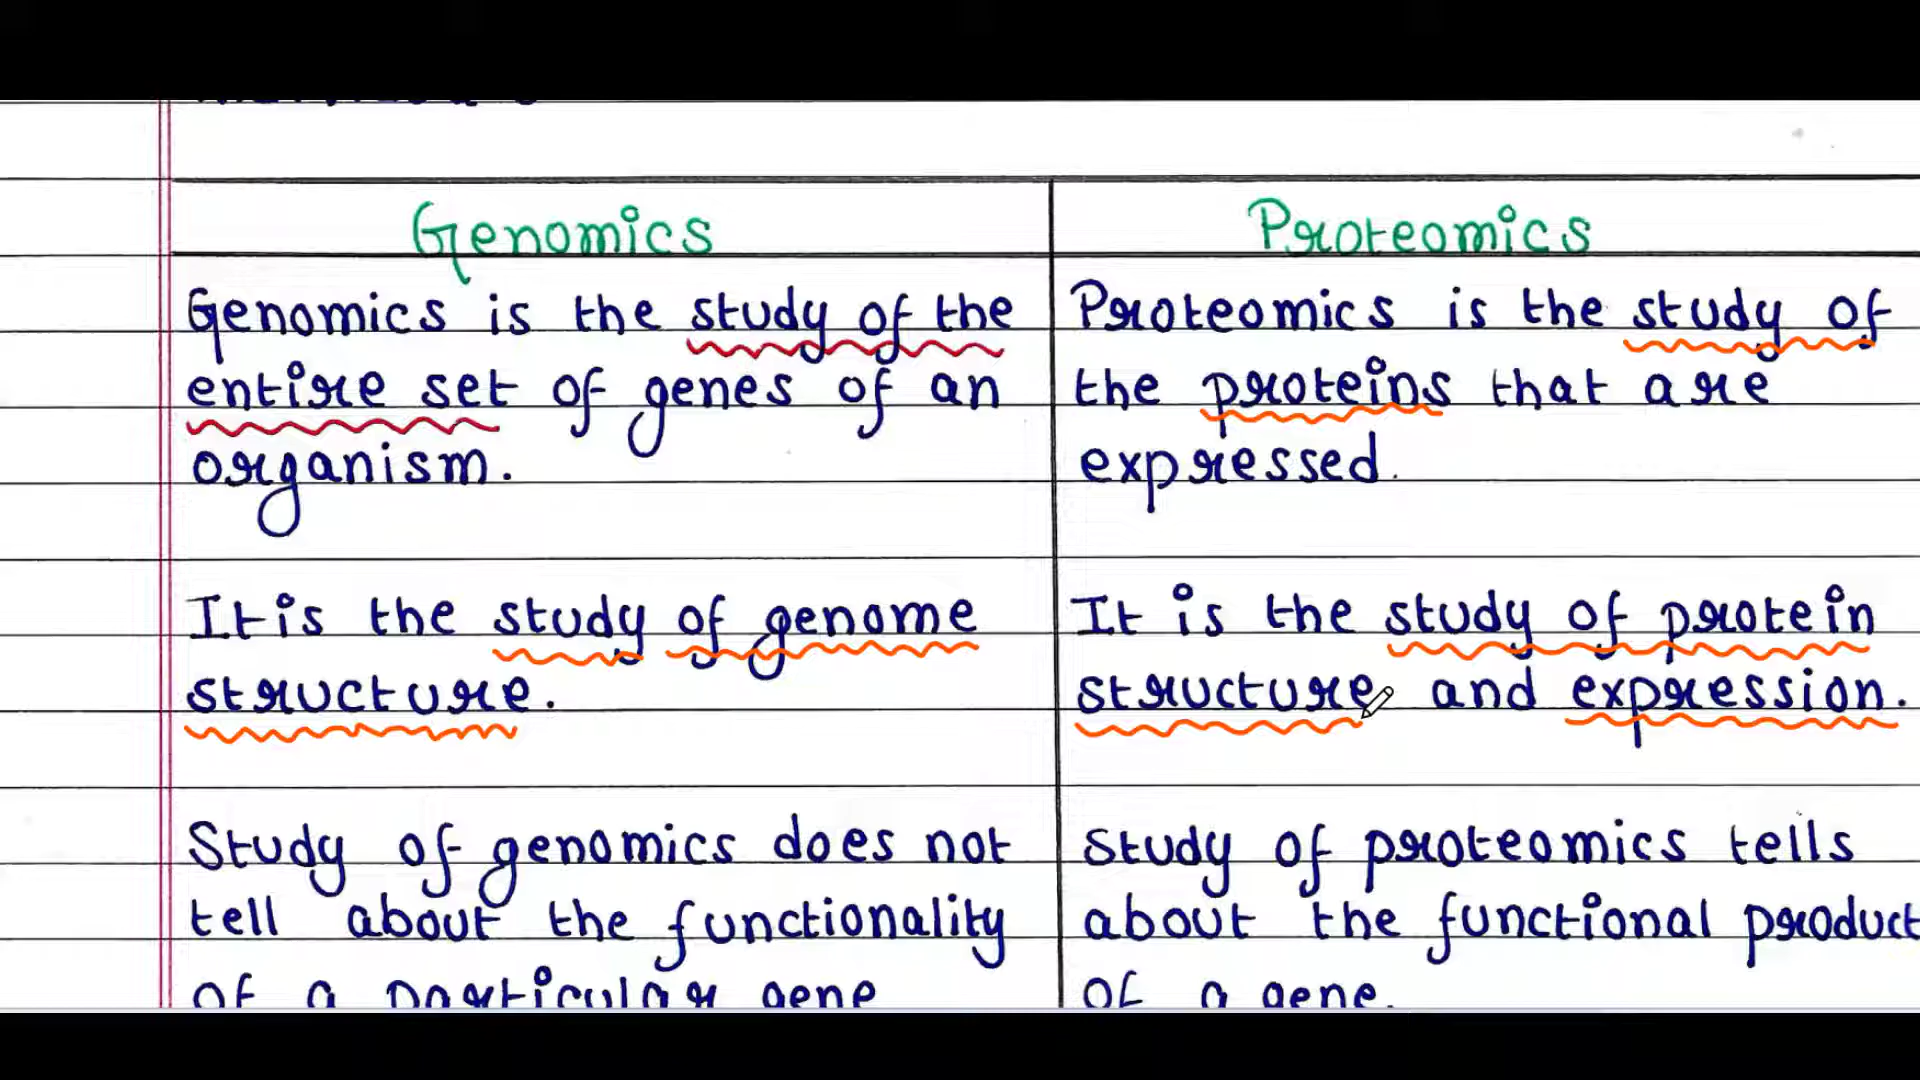 Genomics
Proteomics
Genomics is the study of the
entire set of genes of an
organism.
Proteomics is the study of
the proteins that are
expressed.
It is the study of genome
structure.
It is the study of protein
structure and expression.
Study of genomics does not
tell about the functionality
of a particular gene
Study of proteomics tells
about the functional product
of a gene.